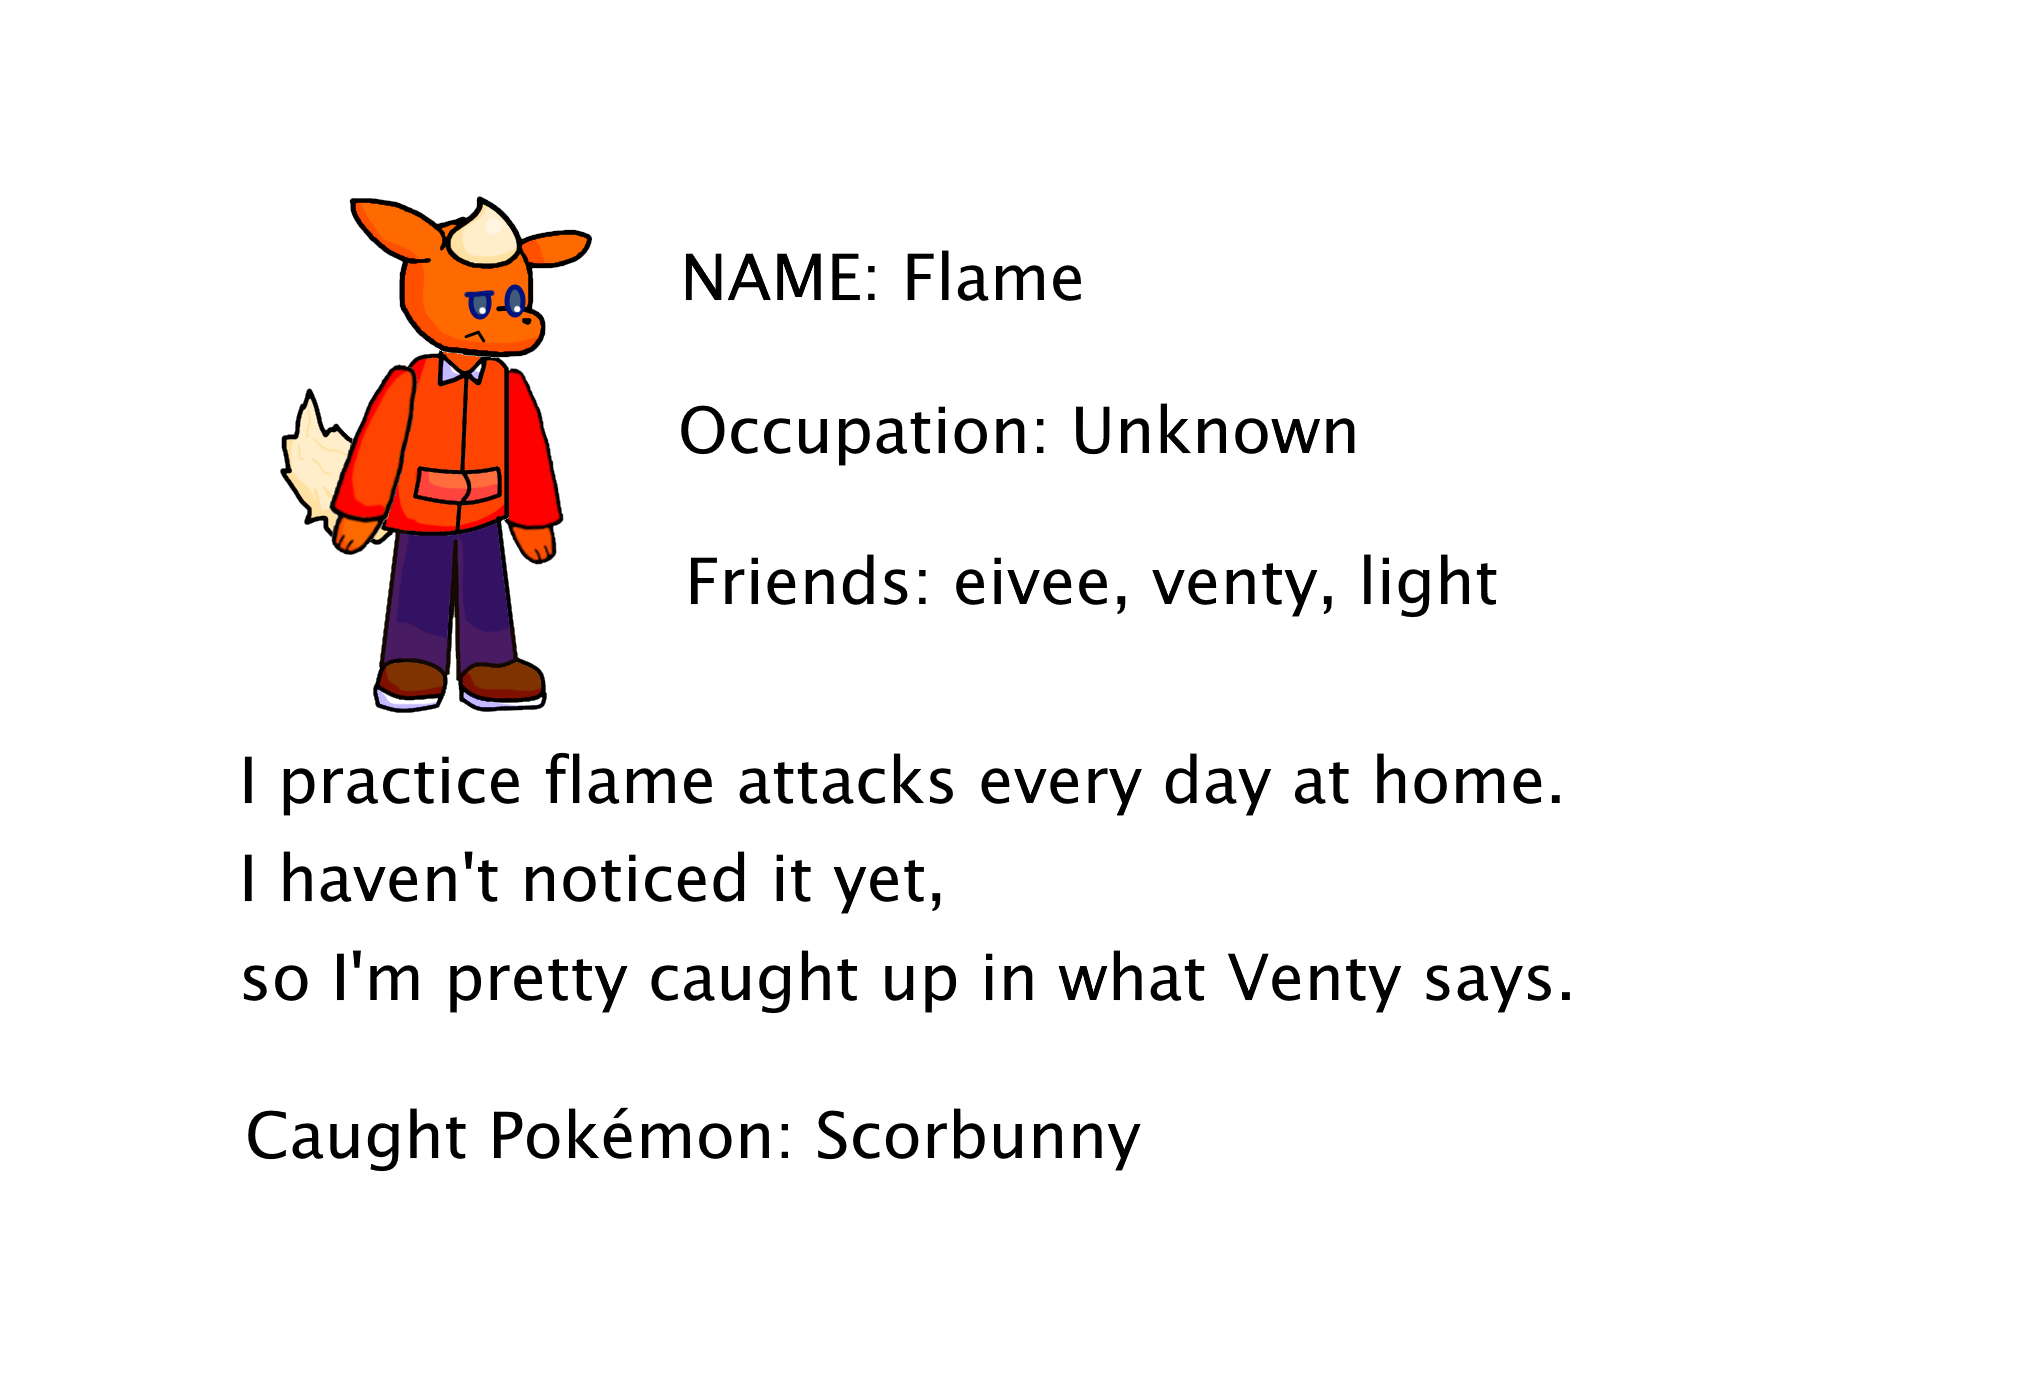 NAME: Flame
Occupation: Unknown
Friends: eivee, venty, light
I practice flame attacks every day at home.
I haven't noticed it yet,
so I'm pretty caught up in what Venty says.
Caught Pokémon: Scorbunny